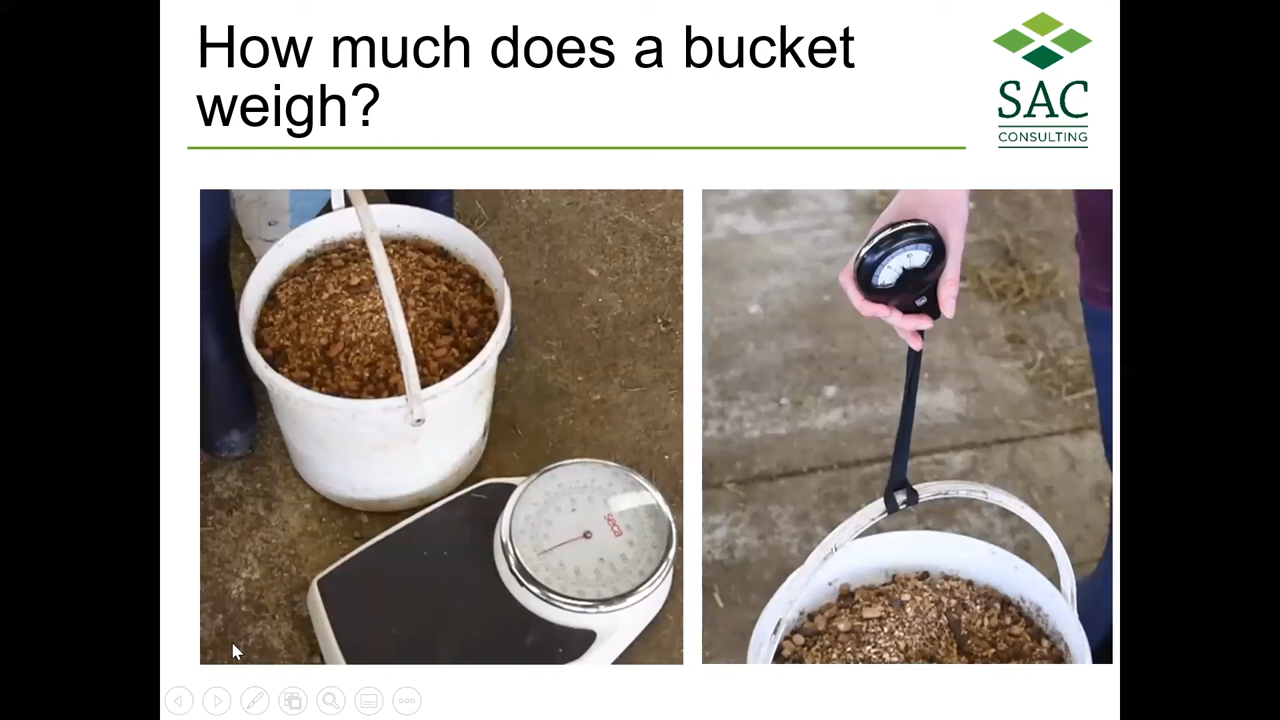 How much does a bucket
weigh?
SAC
CONSULTING
seca